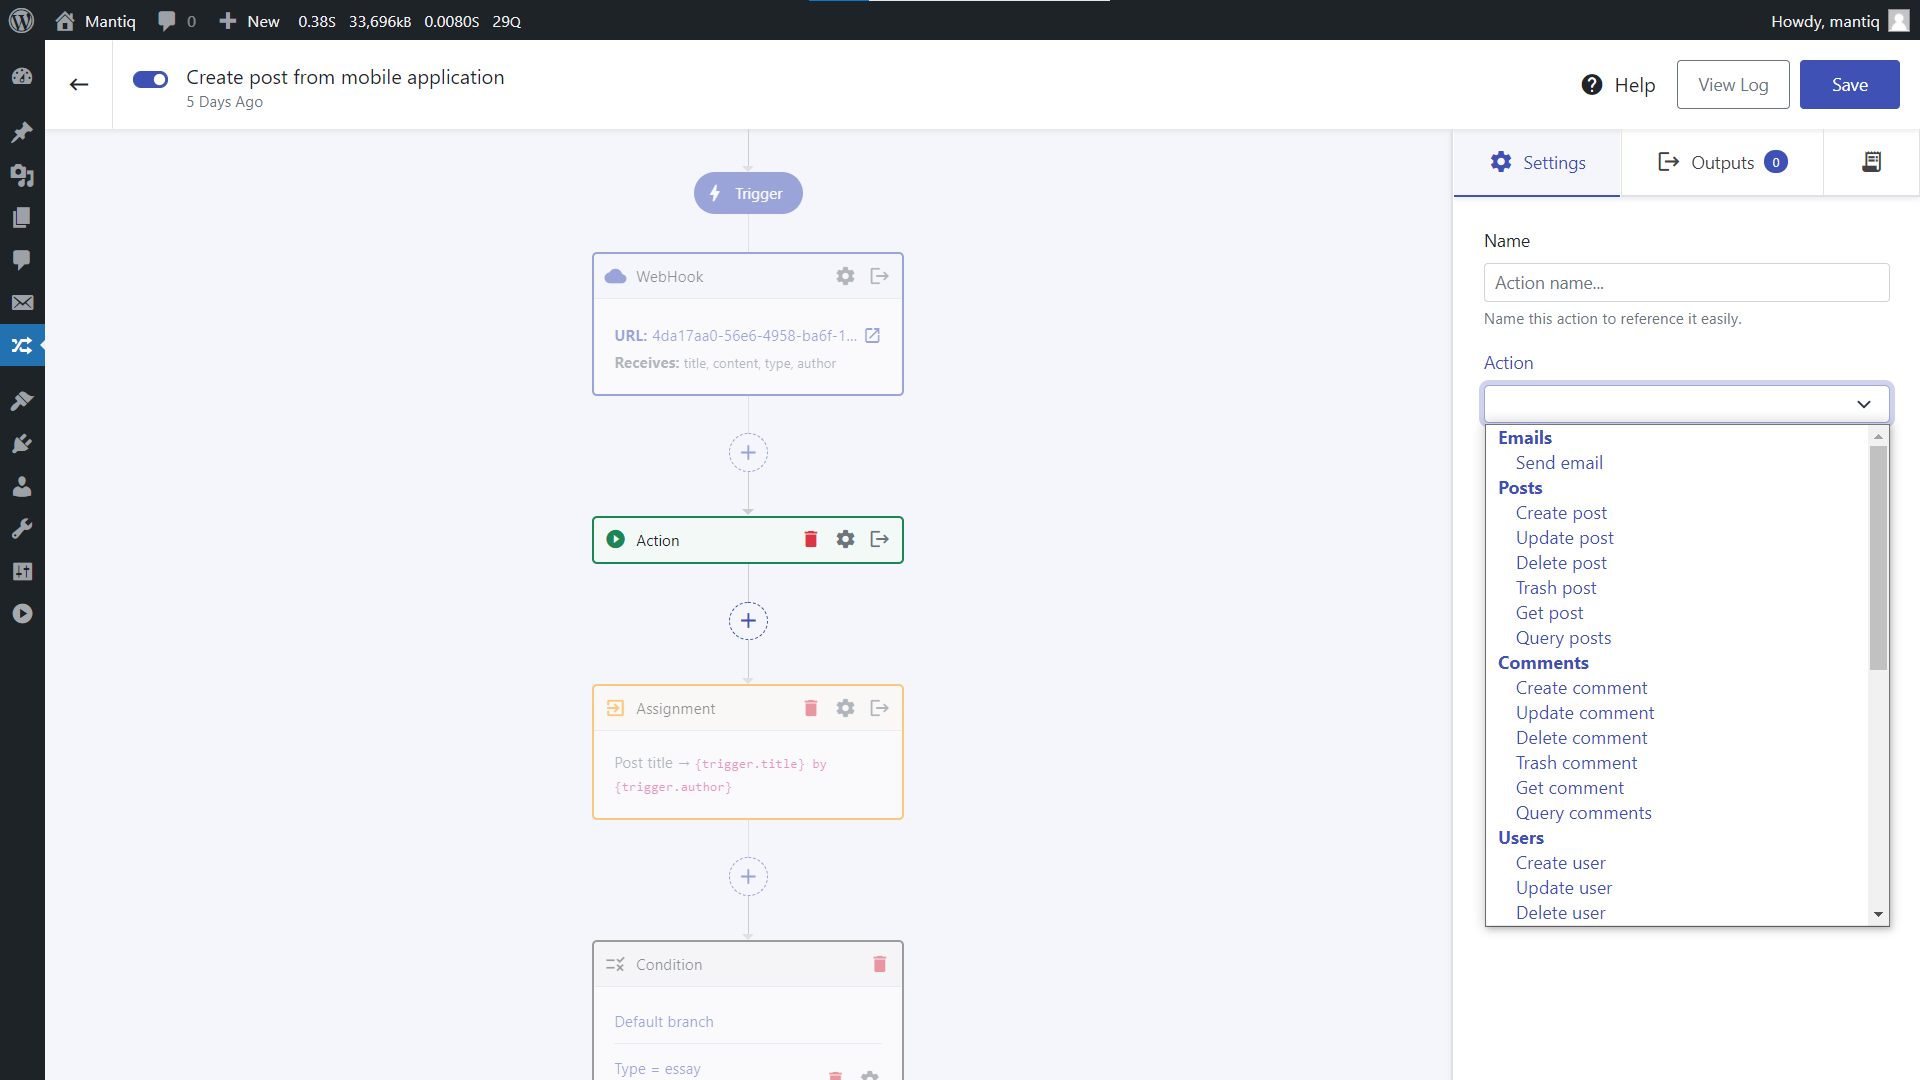 Mantiq 0 New 0.38S 33,696kB 0.0080S 29Q
Howdy, mantiq
Create post from mobile application
5 Days Ago
Help
View Log
Save
Trigger
WebHook
URL: 4da17aa0-56e6-4958-ba6f-1...
Receives: title, content, type, author
Action
Assignment
Post title → {trigger.title} by
{trigger.author}
Condition
Default branch
Type = essay
Settings
Outputs 0
Name
Action name...
Name this action to reference it easily.
Action
Emails
Send email
Posts
Create post
Update post
Delete post
Trash post
Get post
Query posts
Comments
Create comment
Update comment
Delete comment
Trash comment
Get comment
Query comments
Users
Create user
Update user
Delete user